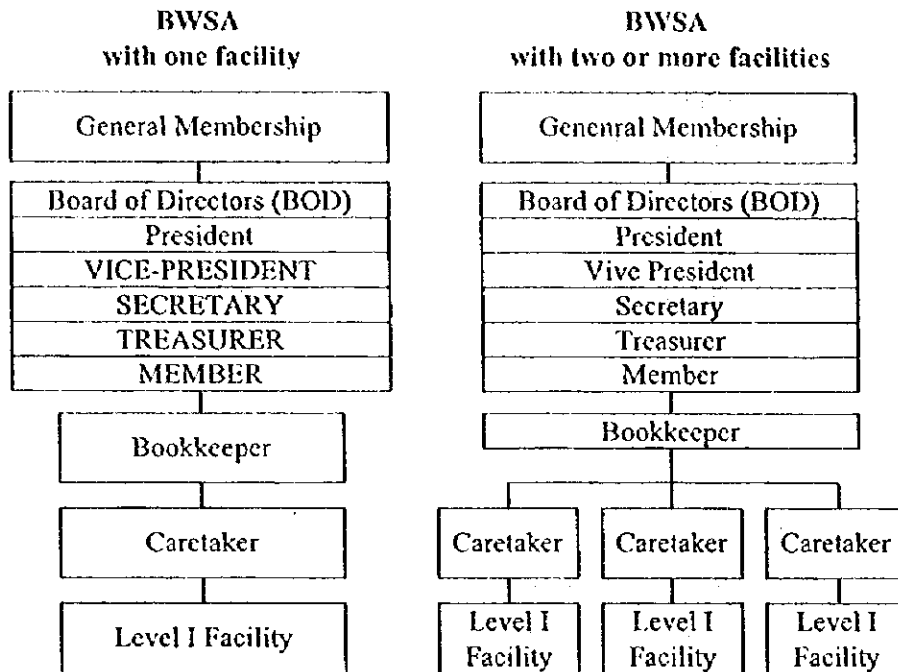 BWSA
with one facility
General Membership
Board of Directors (BOD)
President
VICE-PRESIDENT
SECRETARY
TREASURER
MEMBER
Bookkeeper
Caretaker
Level I Facility
BWSA
with two or more facilities
Genenral Membership
Board of Directors (BOD)
President
Vive President
Secretary
Treasurer
Member
Bookkeeper
Caretaker
Caretaker
Caretaker
Level I
Facility
Level I
Facility
Level I
Facility